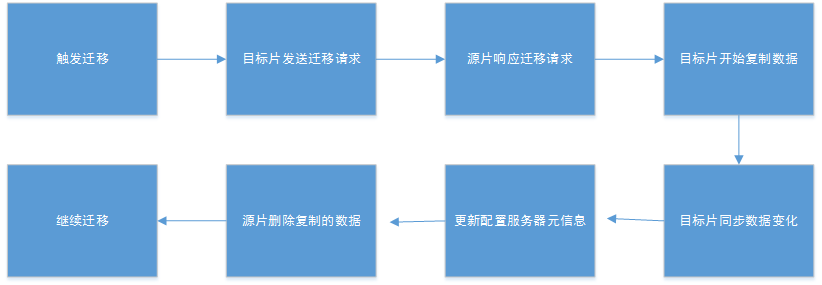 触发迁移
目标片发送迁移请求
源片响应迁移请求
目标片开始复制数据
目标片同步数据变化
更新配置服务器元信息
源片删除复制的数据
继续迁移